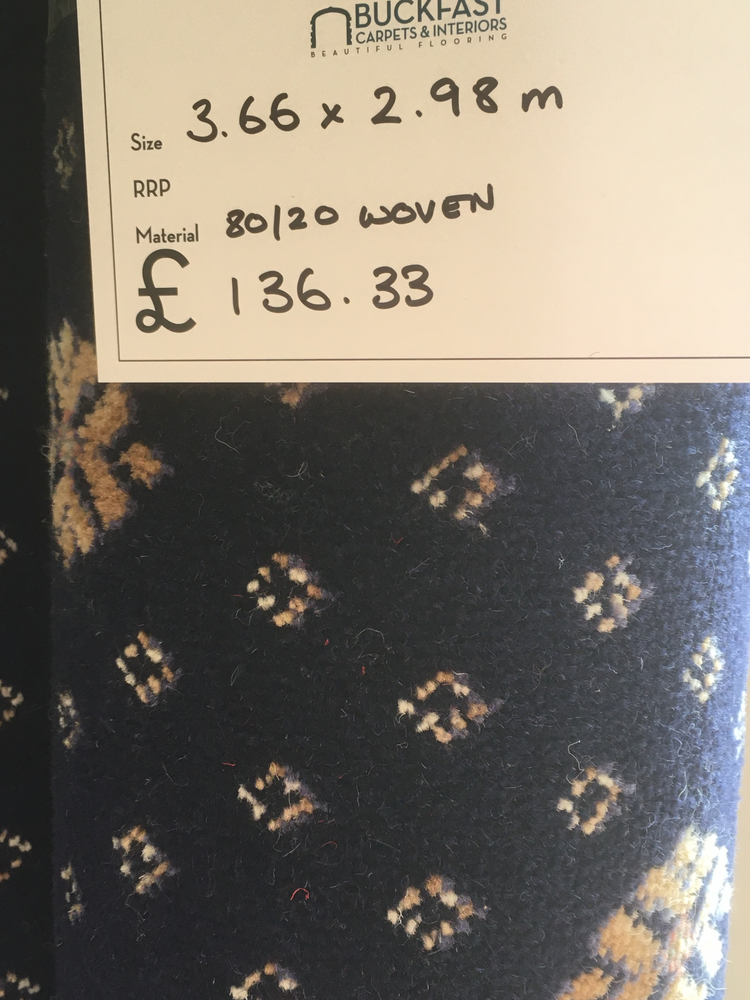 BUCKFAST
CARPETS & INTERIORS
BEAUTIFUL FLOORING
Size 3.66 x 2.98 m
RRP
Material 80/20 WOVEN
£ 136.33